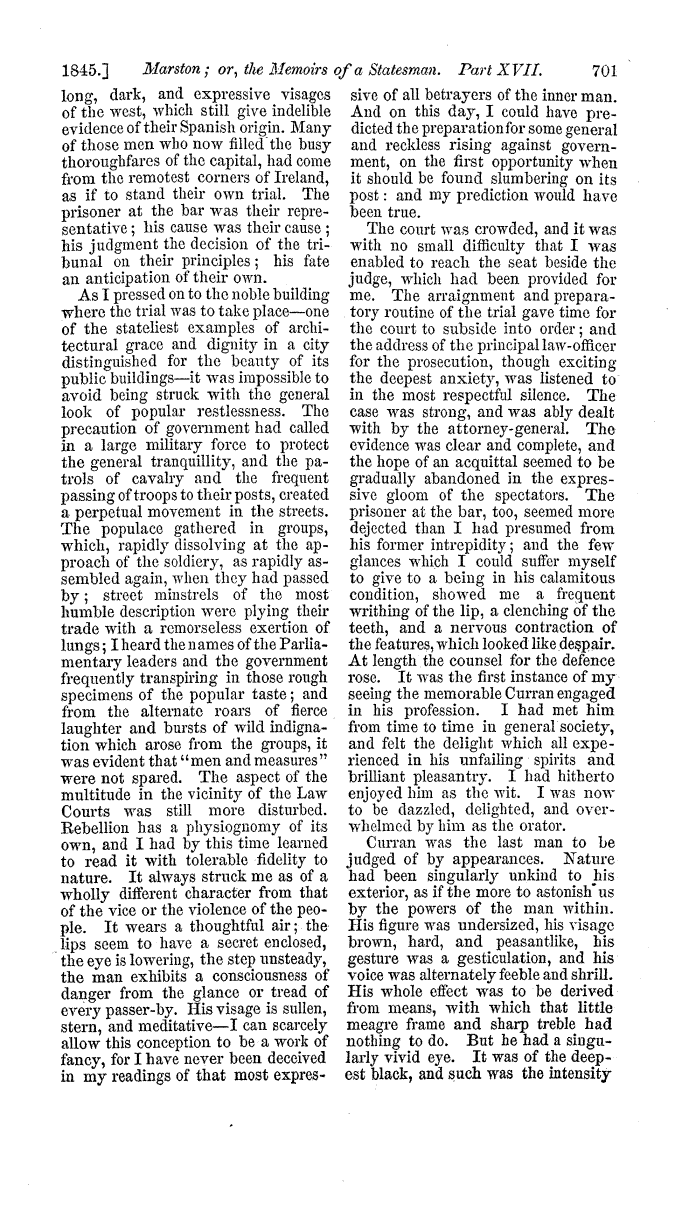 1845.] Marston; or, the Memoirs of a Statesman. Part XVII. 701
long, dark, and expressive visages
of the west, which still give indelible
evidence of their Spanish origin. Many
of those men who now filled the busy
thoroughfares of the capital, had come
from the remotest corners of Ireland,
as if to stand their own trial. The
prisoner at the bar was their repre-
sentative; his cause was their cause;
his judgment the decision of the tri-
bunal on their principles; his fate
an anticipation of their own.
As I pressed on to the noble building
where the trial was to take place—one
of the stateliest examples of archi-
tectural grace and dignity in a city
distinguished for the beauty of its
public buildings—it was impossible to
avoid being struck with the general
look of popular restlessness. The
precaution of government had called
in a large military force to protect
the general tranquillity, and the pa-
trols of cavalry and the frequent
passing of troops to their posts, created
a perpetual movement in the streets.
The populace gathered in groups,
which, rapidly dissolving at the ap-
proach of the soldiery, as rapidly as-
sembled again, when they had passed
by; street minstrels of the most
humble description were plying their
trade with a remorseless exertion of
lungs; I heard the names of the Parlia-
mentary leaders and the government
frequently transpiring in those rough
specimens of the popular taste; and
from the alternate roars of fierce
laughter and bursts of wild indigna-
tion which arose from the groups, it
was evident that "men and measures"
were not spared. The aspect of the
multitude in the vicinity of the Law
Courts was still more disturbed.
Rebellion has a physiognomy of its
own, and I had by this time learned
to read it with tolerable fidelity to
nature. It always struck me as of a
wholly different character from that
of the vice or the violence of the peo-
ple. It wears a thoughtful air; the
lips seem to have a secret enclosed,
the eye is lowering, the step unsteady,
the man exhibits a consciousness of
danger from the glance or tread of
every passer-by. His visage is sullen,
stern, and meditative—I can scarcely
allow this conception to be a work of
fancy, for I have never been deceived
in my readings of that most expres-
sive of all betrayers of the inner man.
And on this day, I could have pre-
dicted the preparation for some general
and reckless rising against govern-
ment, on the first opportunity when
it should be found slumbering on its
post: and my prediction would have
been true.
The court was crowded, and it was
with no small difficulty that I was
enabled to reach the seat beside the
judge, which had been provided for
me. The arraignment and prepara-
tory routine of the trial gave time for
the court to subside into order; and
the address of the principal law-officer
for the prosecution, though exciting
the deepest anxiety, was listened to
in the most respectful silence. The
case was strong, and was ably dealt
with by the attorney-general. The
evidence was clear and complete, and
the hope of an acquittal seemed to be
gradually abandoned in the expres-
sive gloom of the spectators. The
prisoner at the bar, too, seemed more
dejected than I had presumed from
his former intrepidity; and the few
glances which I could suffer myself
to give to a being in his calamitous
condition, showed me a frequent
writhing of the lip, a clenching of the
teeth, and a nervous contraction of
the features, which looked like despair.
At length the counsel for the defence
rose. It was the first instance of my
seeing the memorable Curran engaged
in his profession. I had met him
from time to time in general society,
and felt the delight which all expe-
rienced in his unfailing spirits and
brilliant pleasantry. I had hitherto
enjoyed him as the wit. I was now
to be dazzled, delighted, and over-
whelmed by him as the orator.
Curran was the last man to be
judged of by appearances. Nature
had been singularly unkind to his
exterior, as if the more to astonish us
by the powers of the man within.
His figure was undersized, his visage
brown, hard, and peasantlike, his
gesture was a gesticulation, and his
voice was alternately feeble and shrill.
His whole effect was to be derived
from means, with which that little
meagre frame and sharp treble had
nothing to do. But he had a singu-
larly vivid eye. It was of the deep-
est black, and such was the intensity